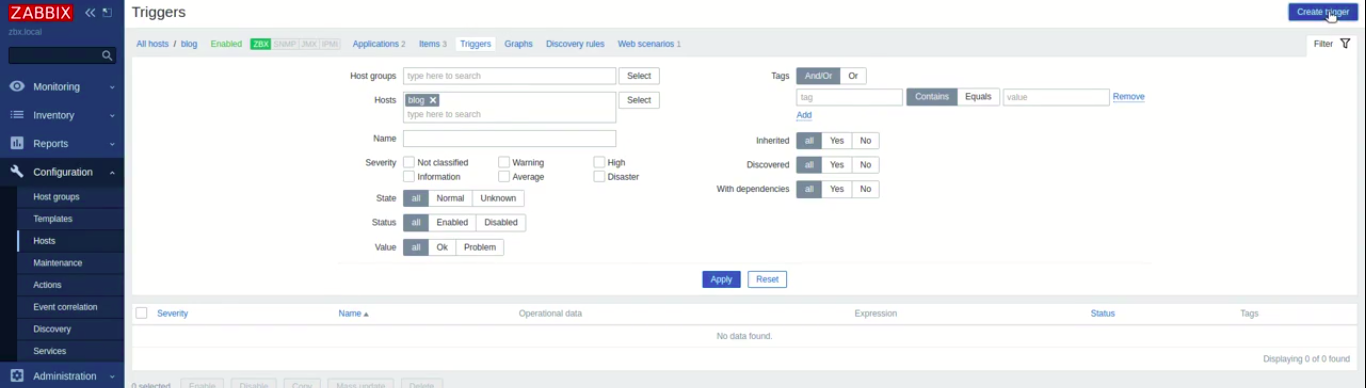 ZABBIX
zbx.local
Monitoring
Inventory
Reports
Configuration
Host groups
Templates
Hosts
Maintenance
Actions
Event correlation
Discovery
Services
Administration
Triggers
Create trigger
All hosts / blog Enabled ZBX SNMP JMX IPMI Applications 2 Items 3 Triggers Graphs Discovery rules Web scenarios 1
Filter
Host groups type here to search Select
Hosts blog Select
type here to search
Name
Severity Not classified Warning High
Information Average Disaster
State all Normal Unknown
Status all Enabled Disabled
Value all Ok Problem
Tags And/Or Or
tag Contains Equals value Remove
Add
Inherited all Yes No
Discovered all Yes No
With dependencies all Yes No
Apply Reset
Severity Name Operational data Expression Status Tags
No data found.
Displaying 0 of 0 found
0 selected Enable Disable Copy Mass update Delete